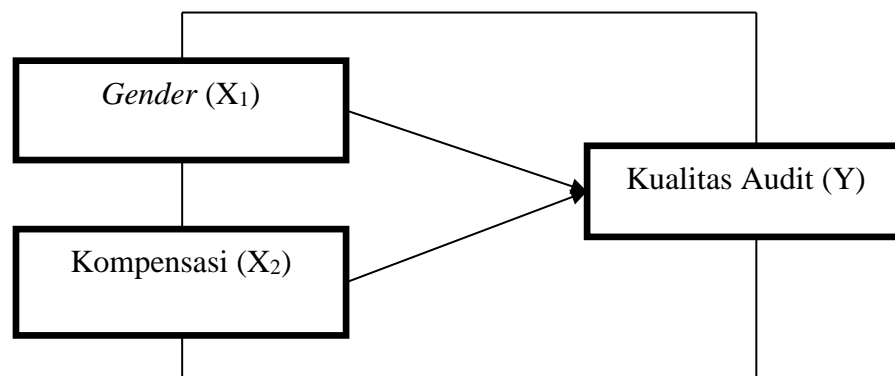 Gender (X₁)
Kualitas Audit (Y)
Kompensasi (X₂)